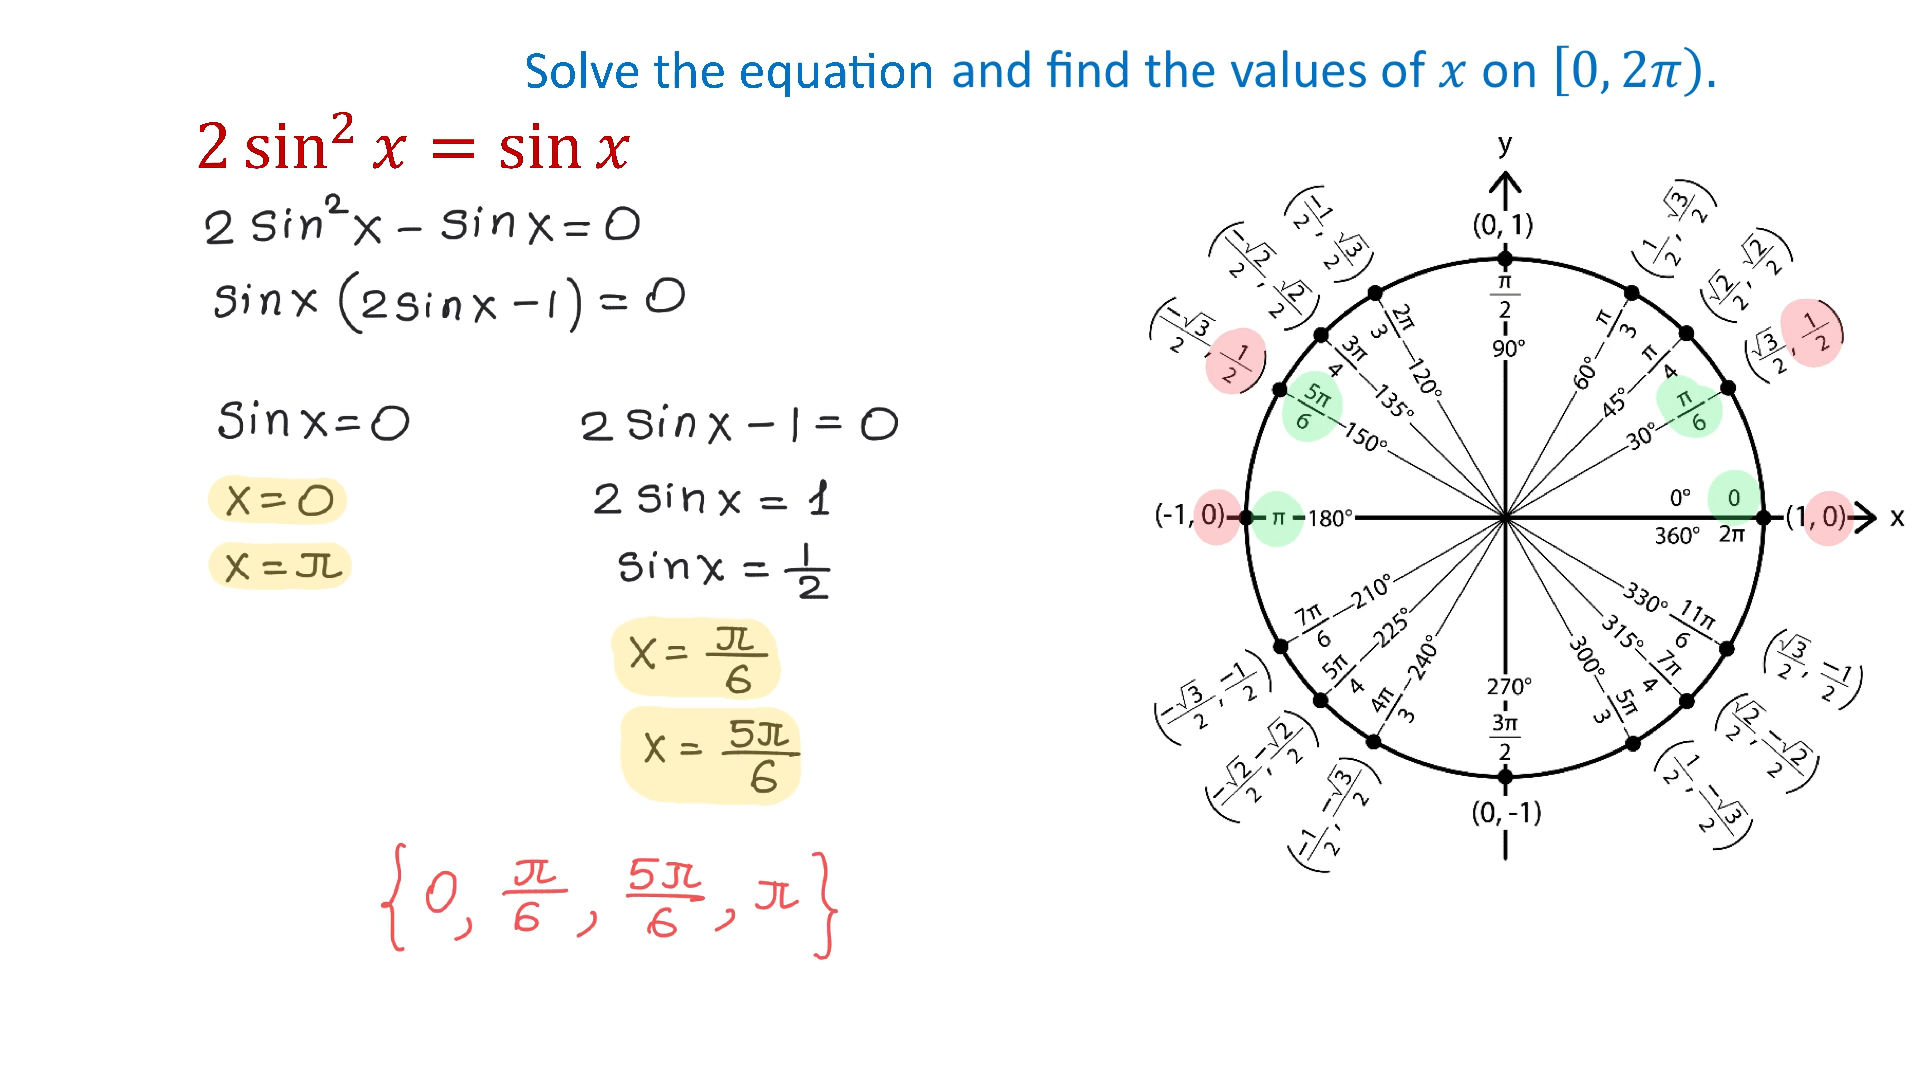 Solve the equation and find the values of x on [0, 2π).
2 sin² x = sin x
2 sin²x – sin x = 0
sin x (2 sin x – 1) = 0
sin x = 0
x = 0
x = π
2 sin x – 1 = 0
2 sin x = 1
sin x = 1/2
x = π/6
x = 5π/6
{0, π/6, 5π/6, π}
y
(0, 1)
π/2
90°
(1/2, √3/2)
π/3
60°
(√2/2, √2/2)
π/4
45°
(√3/2, 1/2)
π/6
30°
0° 0
(1, 0) x
360° 2π
(-1/2, √3/2)
2π/3
120°
(-√2/2, √2/2)
3π/4
135°
(-√3/2, 1/2)
5π/6
150°
(-1, 0) π 180°
7π/6
210°
(-√3/2, -1/2)
5π/4
225°
(-√2/2, -√2/2)
4π/3
240°
(-1/2, -√3/2)
270°
3π/2
(0, -1)
300°
5π/3
(1/2, -√3/2)
315°
7π/4
(√2/2, -√2/2)
330°
11π/6
(√3/2, -1/2)